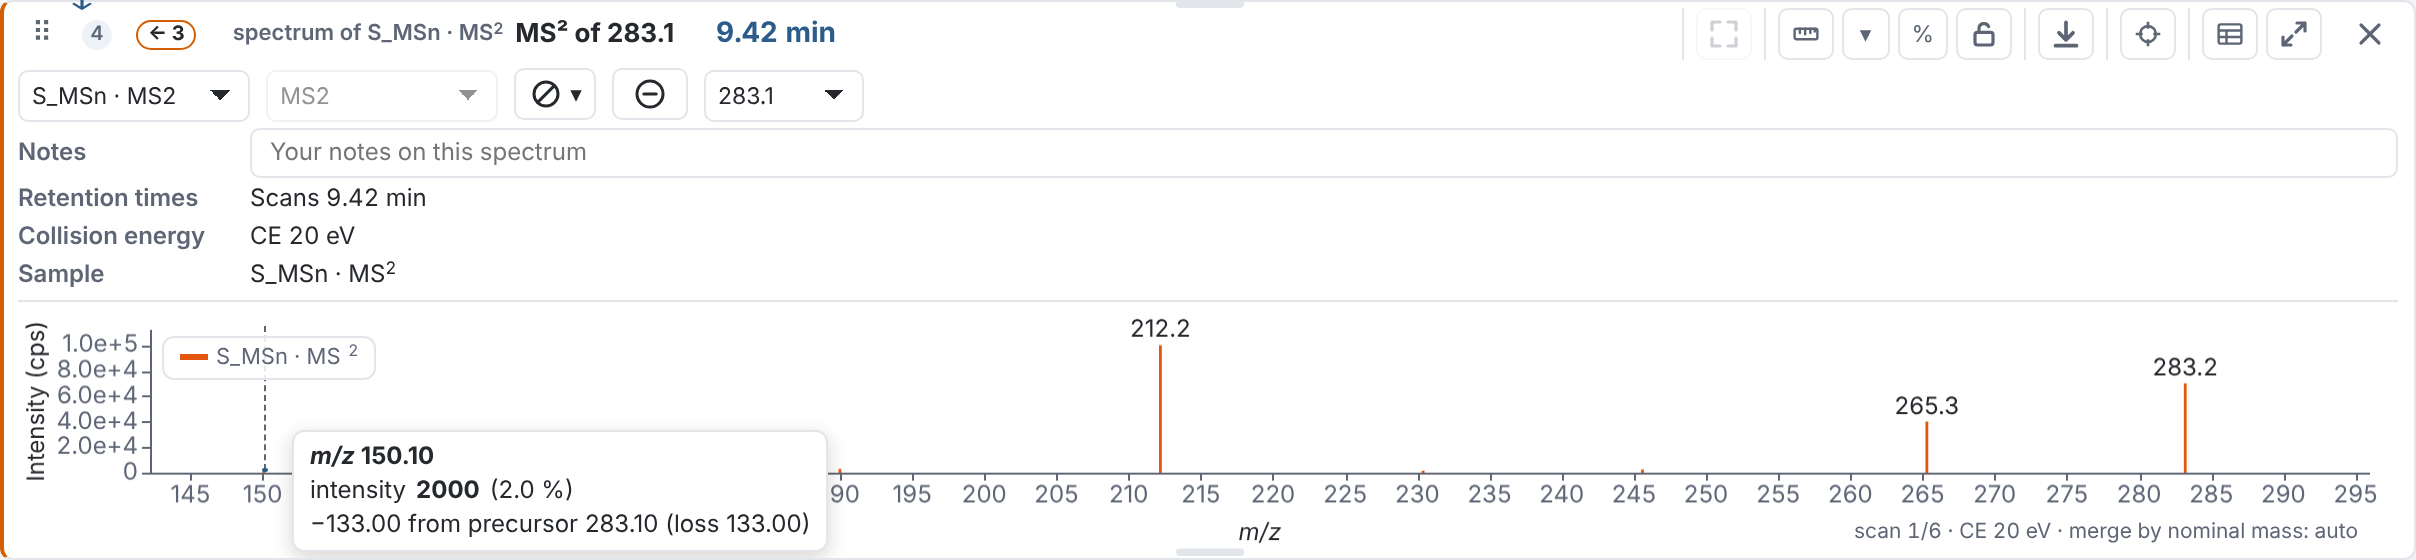 4 ← 3 spectrum of S_MSn · MS² MS² of 283.1 9.42 min %
S_MSn · MS2 MS2 283.1
Notes Your notes on this spectrum
Retention times Scans 9.42 min
Collision energy CE 20 eV
Sample S_MSn · MS²
Intensity (cps)
1.0e+5
8.0e+4
6.0e+4
4.0e+4
2.0e+4
0
S_MSn · MS ²
212.2
265.3
283.2
m/z 150.10
intensity 2000 (2.0 %)
−133.00 from precursor 283.10 (loss 133.00)
145 150 90 195 200 205 210 215 220 225 230 235 240 245 250 255 260 265 270 275 280 285 290 295
m/z
scan 1/6 · CE 20 eV · merge by nominal mass: auto